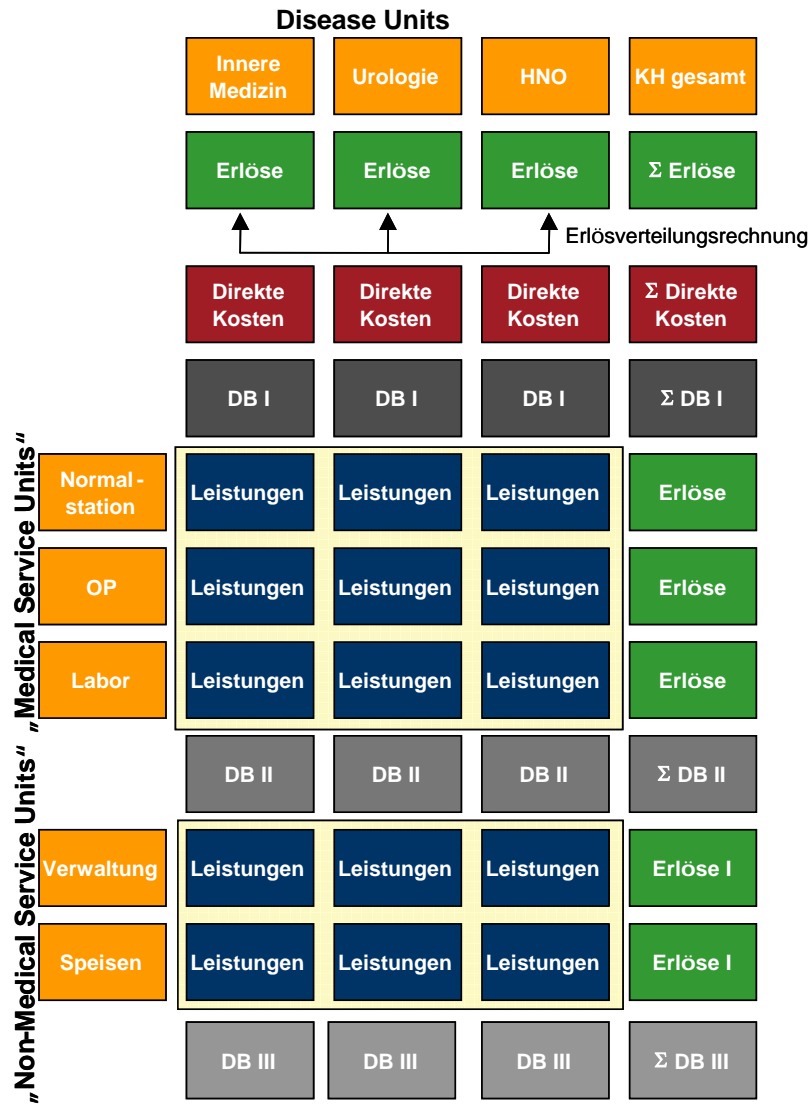 Disease Units
Innere
Medizin
Urologie
HNO
KH gesamt
Erlöse
Erlöse
Erlöse
Σ Erlöse
Erlösverteilungsrechnung
Direkte
Kosten
Direkte
Kosten
Direkte
Kosten
Σ Direkte
Kosten
DB I
DB I
DB I
Σ DB I
„Medical Service Units“
Normal-
station
Leistungen
Leistungen
Leistungen
Erlöse
OP
Leistungen
Leistungen
Leistungen
Erlöse
Labor
Leistungen
Leistungen
Leistungen
Erlöse
DB II
DB II
DB II
Σ DB II
„Non-Medical Service Units“
Verwaltung
Leistungen
Leistungen
Leistungen
Erlöse I
Speisen
Leistungen
Leistungen
Leistungen
Erlöse I
DB III
DB III
DB III
Σ DB III